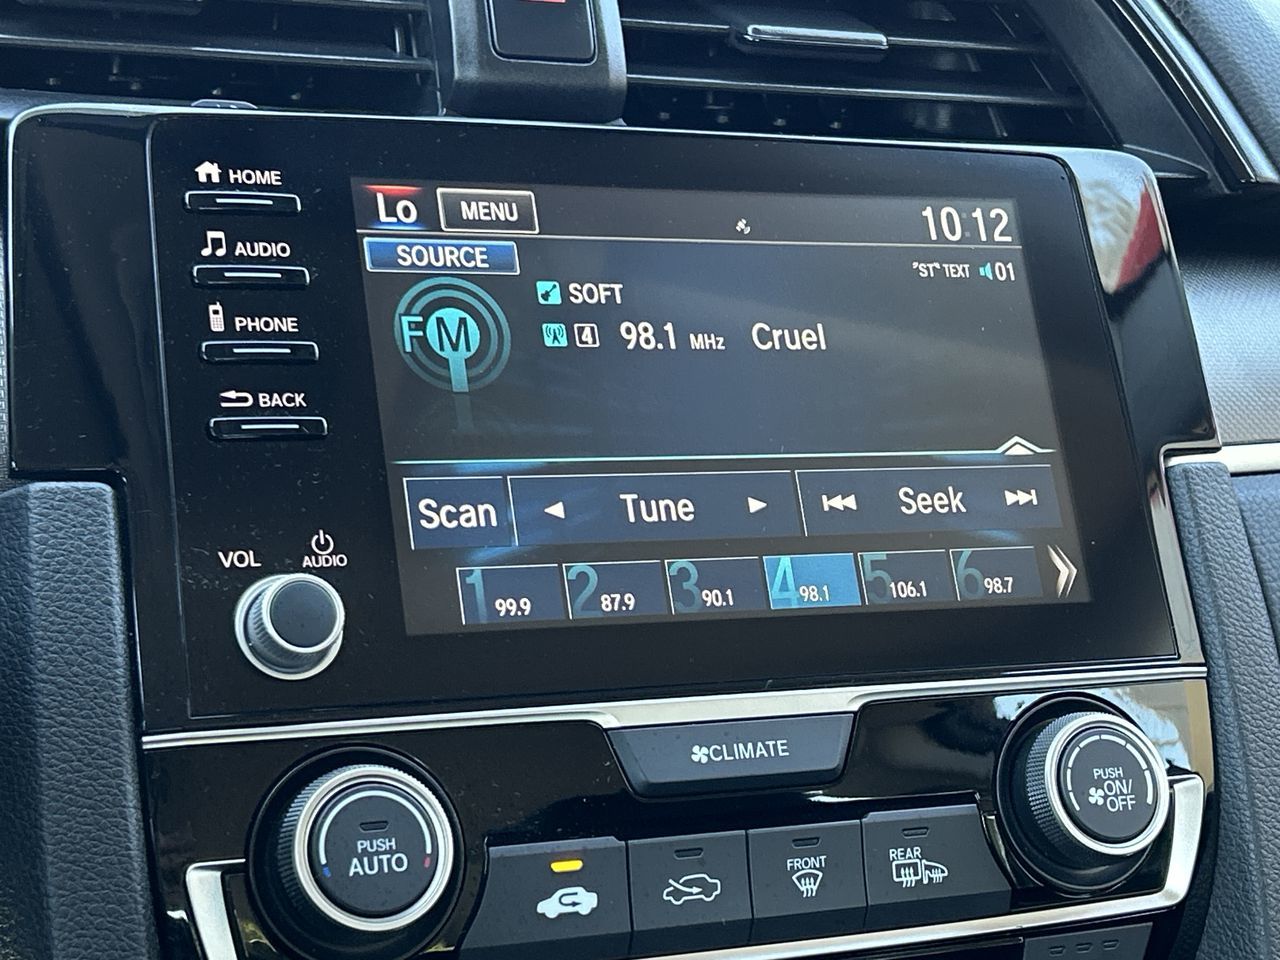 HOME
AUDIO
PHONE
BACK
VOL
AUDIO
Lo MENU 10:12
SOURCE
"ST" TEXT 01
FM
SOFT
4 98.1 MHz Cruel
Scan Tune Seek
1 99.9 2 87.9 3 90.1 4 98.1 5 106.1 6 98.7
CLIMATE
PUSH
AUTO
FRONT
REAR
PUSH
ON/
OFF